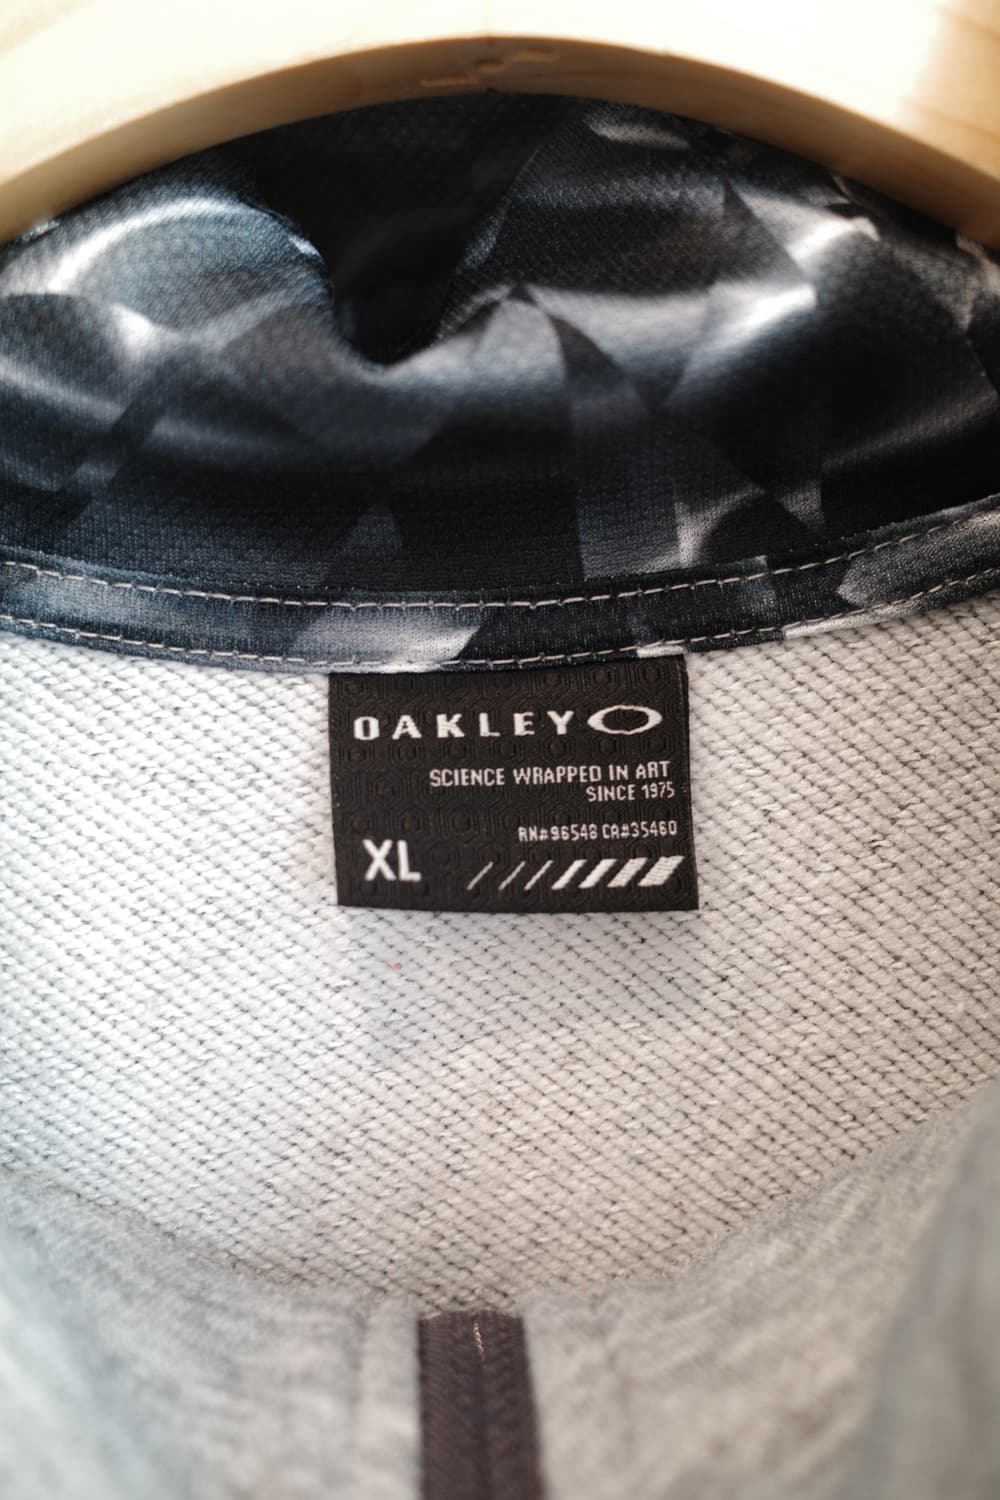 OAKLEY
SCIENCE WRAPPED IN ART
SINCE 1975
RN#96548 CA#35460
XL